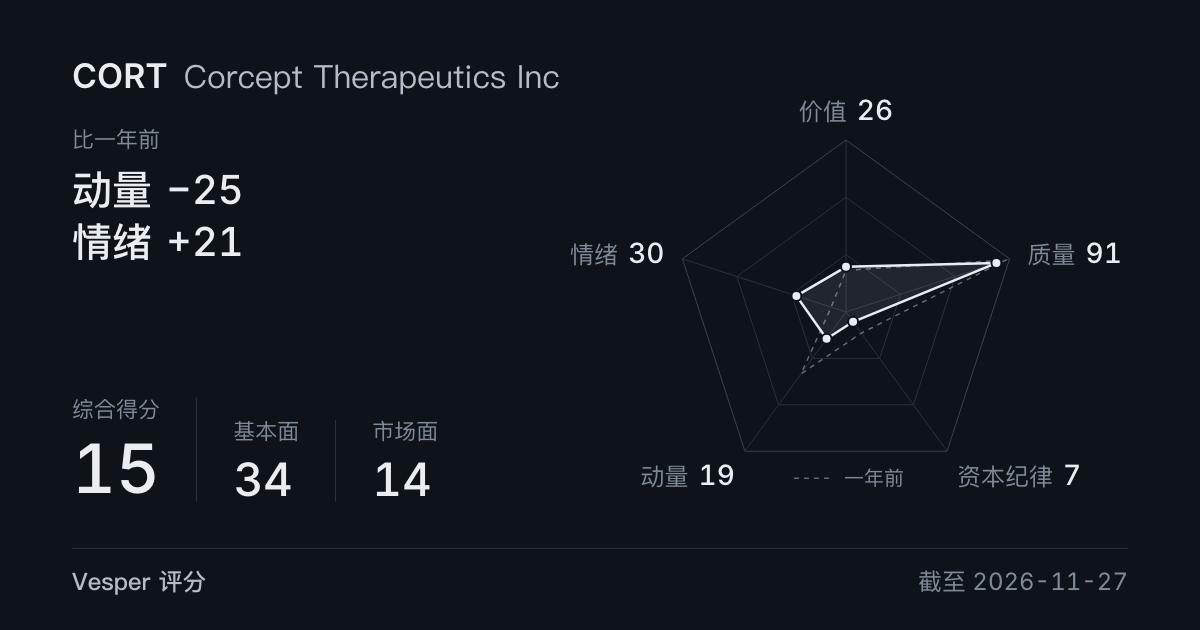 CORT Corcept Therapeutics Inc
比一年前
动量 −25
情绪 +21
综合得分
15
基本面
34
市场面
14
价值 26
情绪 30
质量 91
动量 19
---- 一年前
资本纪律 7
Vesper 评分
截至 2026-11-27